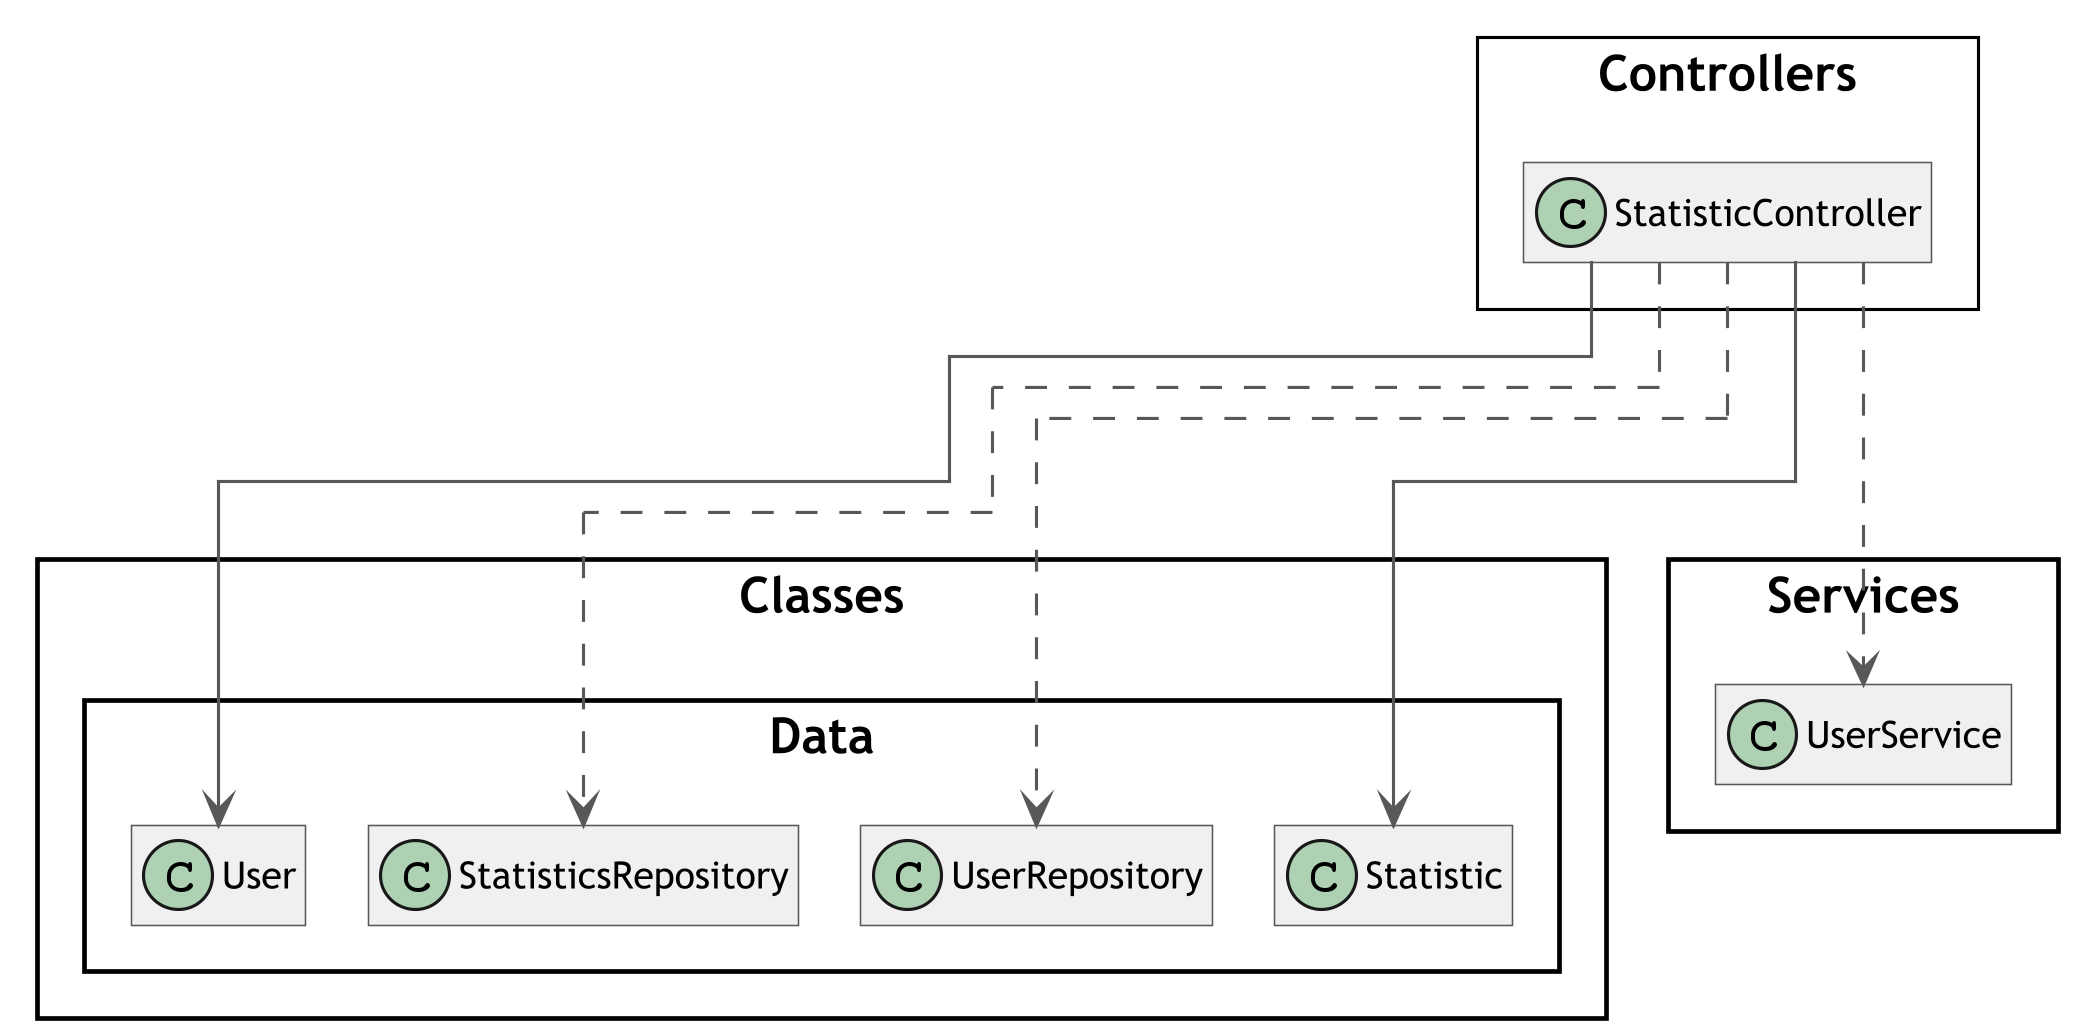 Controllers
C StatisticController
Classes
Services
Data
C UserService
C User
C StatisticsRepository
C UserRepository
C Statistic